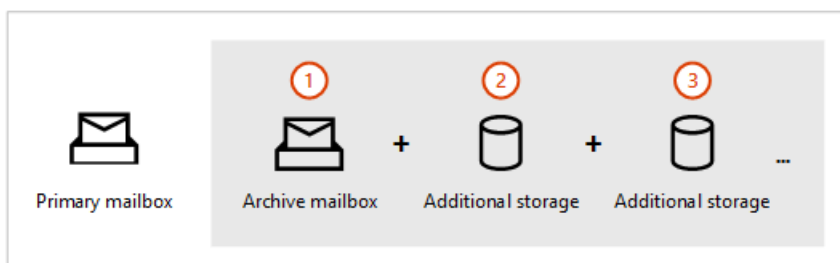 1 2 3
+ + ...
Primary mailbox Archive mailbox Additional storage Additional storage